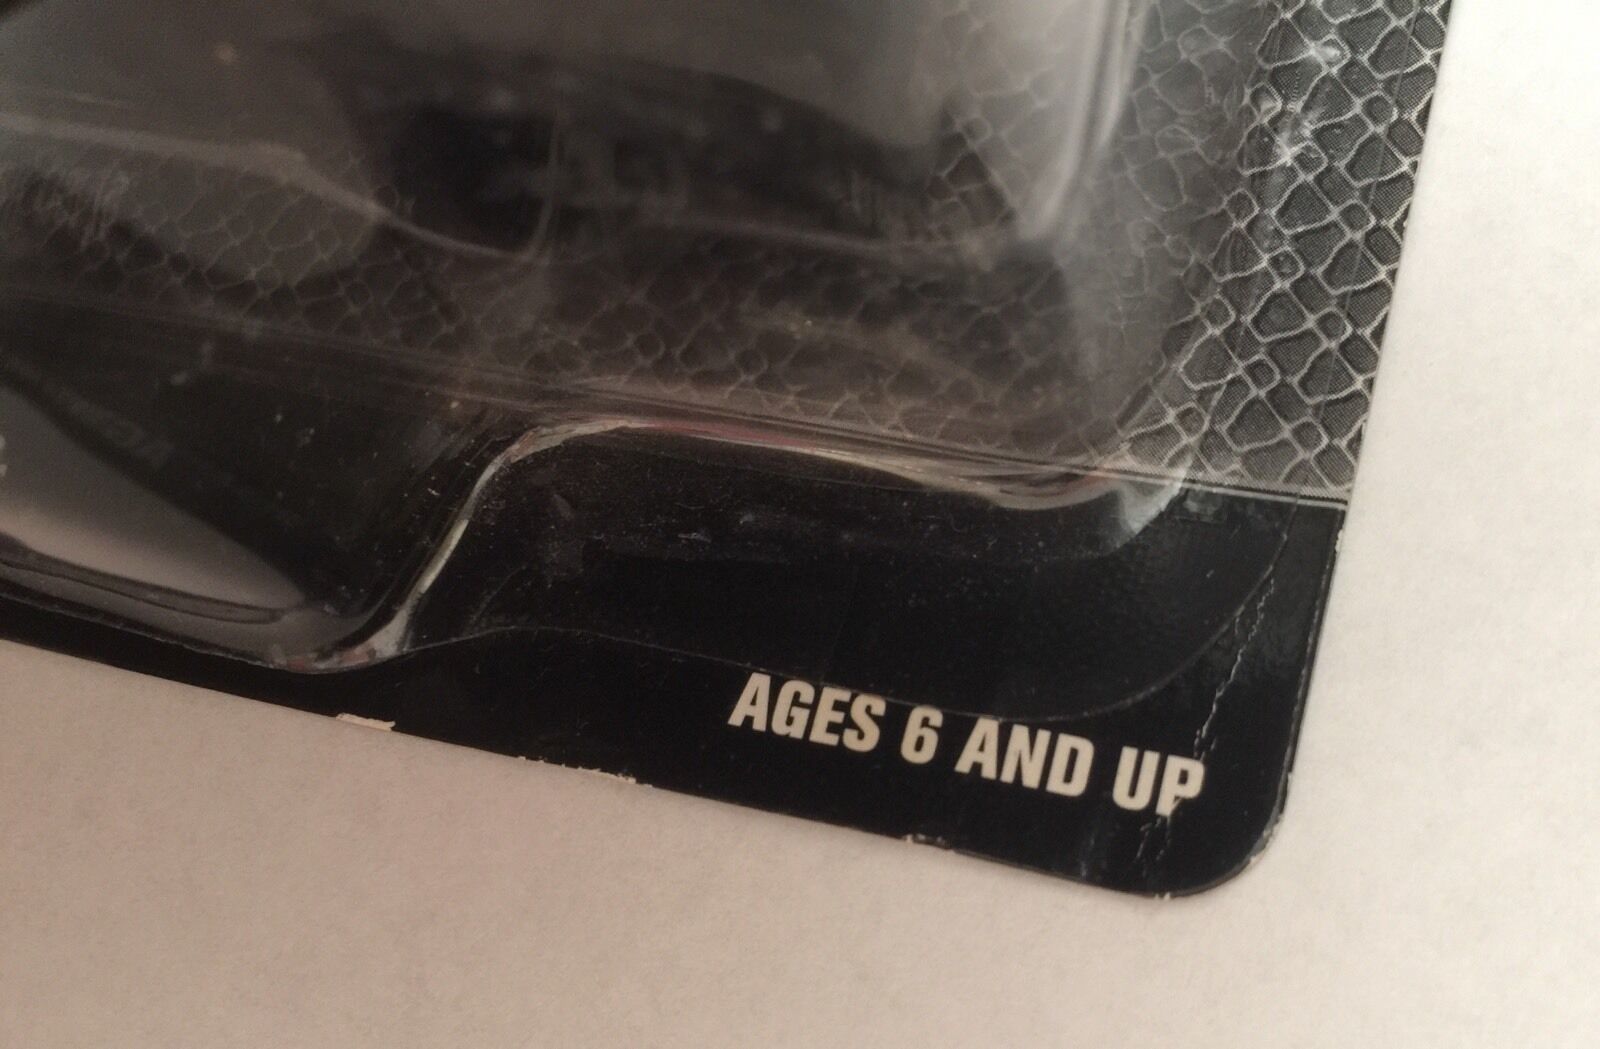 AGES 6 AND UP